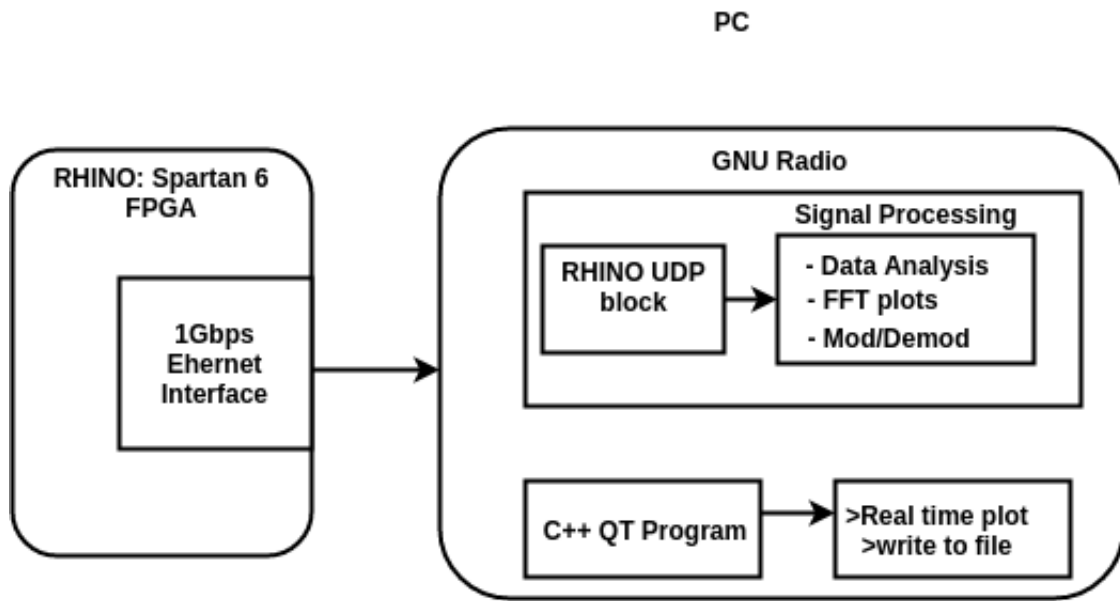 PC
RHINO: Spartan 6
FPGA
1Gbps
Ehernet
Interface
GNU Radio
RHINO UDP
block
Signal Processing
- Data Analysis
- FFT plots
- Mod/Demod
C++ QT Program
>Real time plot
>write to file